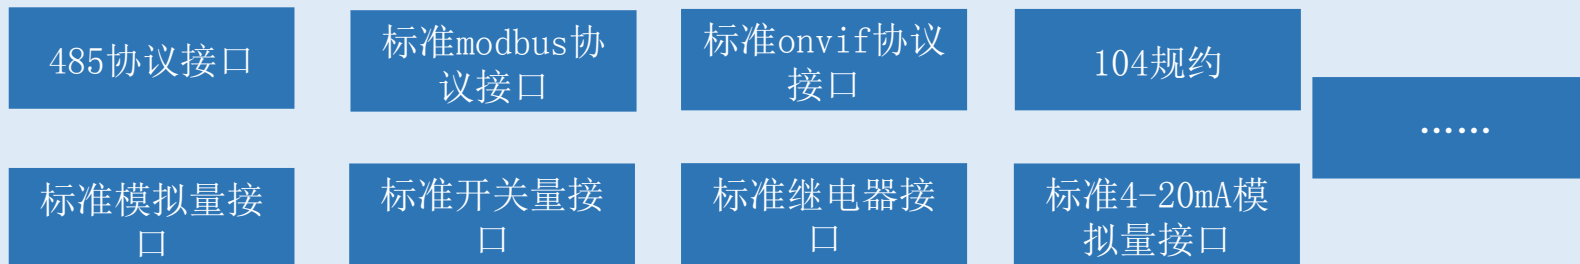 485协议接口
标准modbus协
议接口
标准onvif协议
接口
104规约
……
标准模拟量接
口
标准开关量接
口
标准继电器接
口
标准4-20mA模
拟量接口